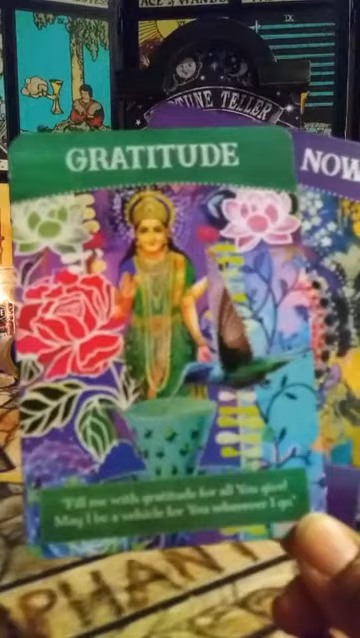 ACE OF WANDS
IX
FORTUNE TELLER
GRATITUDE
NOW
"Fill me with gratitude for all You give!
May I be a vehicle for You wherever I go"
PHANT